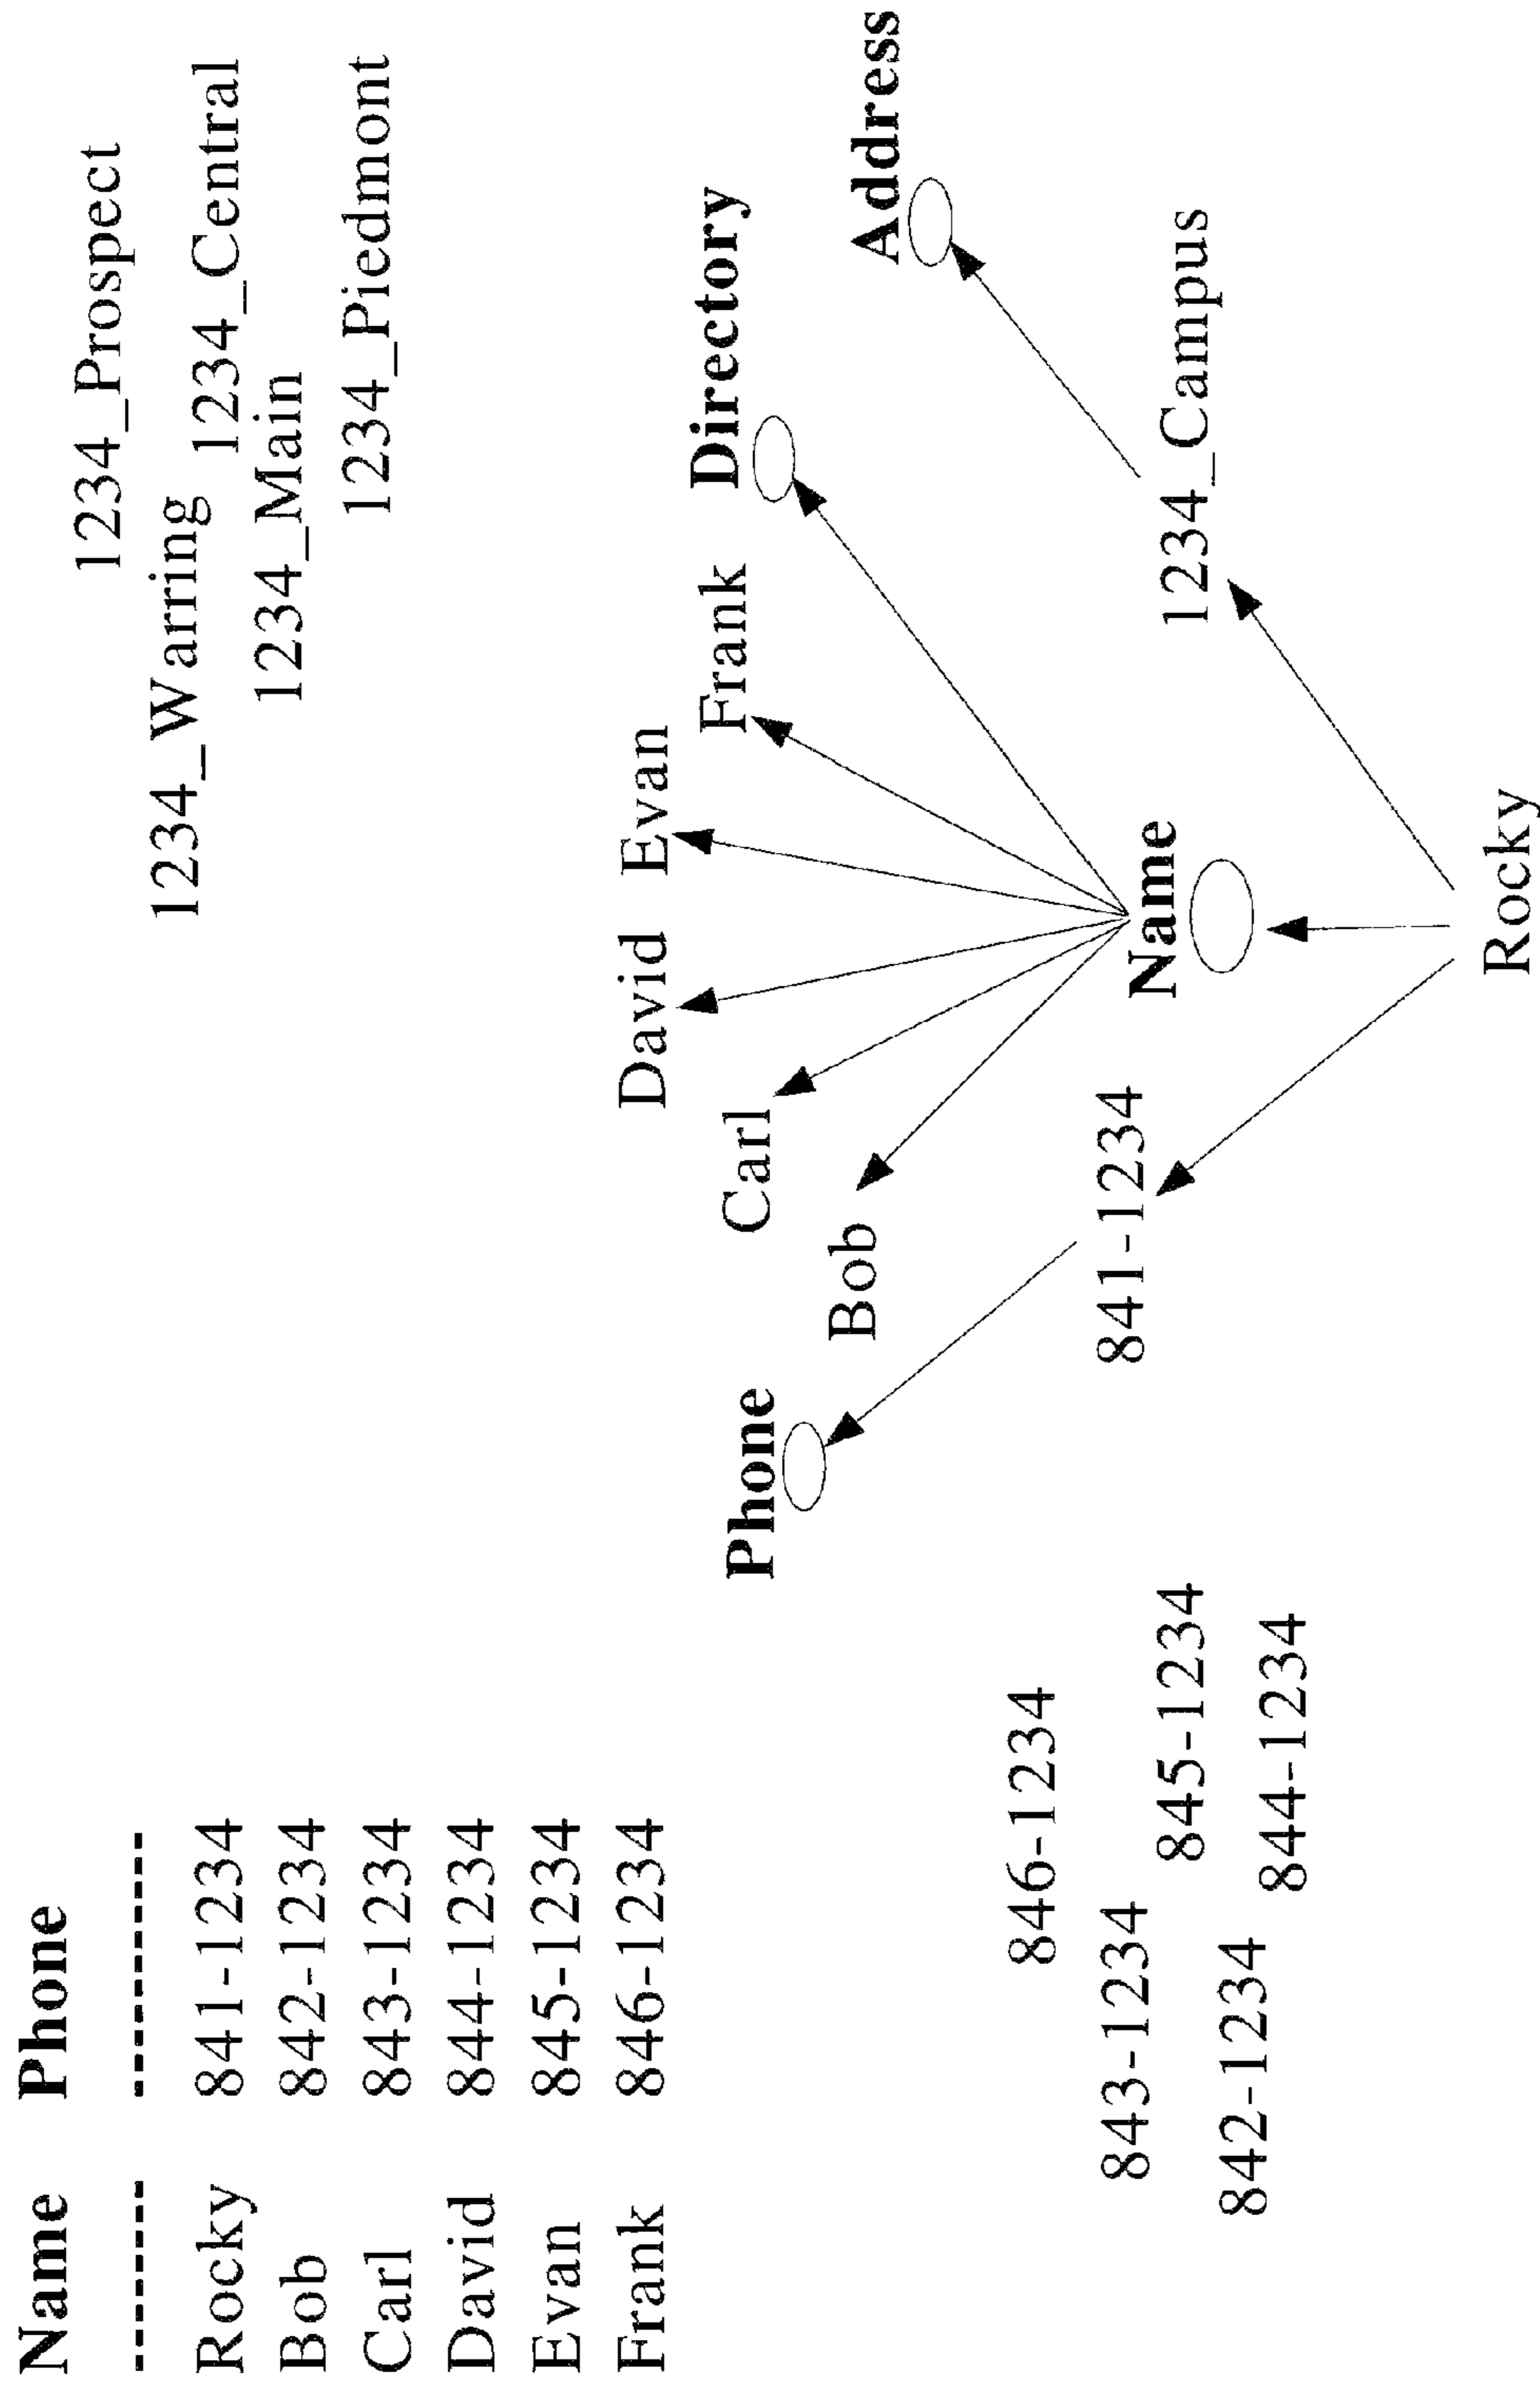 Name Phone
------ --------
Rocky 841-1234
Bob 842-1234
Carl 843-1234
David 844-1234
Evan 845-1234
Frank 846-1234
1234_Prospect
1234_Warring
1234_Central
1234_Main
1234_Piedmont
David
Evan
Frank
Directory
Carl
Phone
Bob
Address
846-1234
843-1234
841-1234
Name
845-1234
1234_Campus
842-1234
844-1234
Rocky